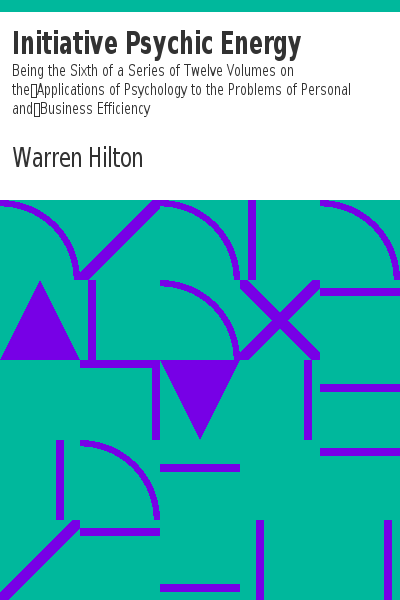 Initiative Psychic Energy
Being the Sixth of a Series of Twelve Volumes on
the▯Applications of Psychology to the Problems of Personal
and▯Business Efficiency
Warren Hilton